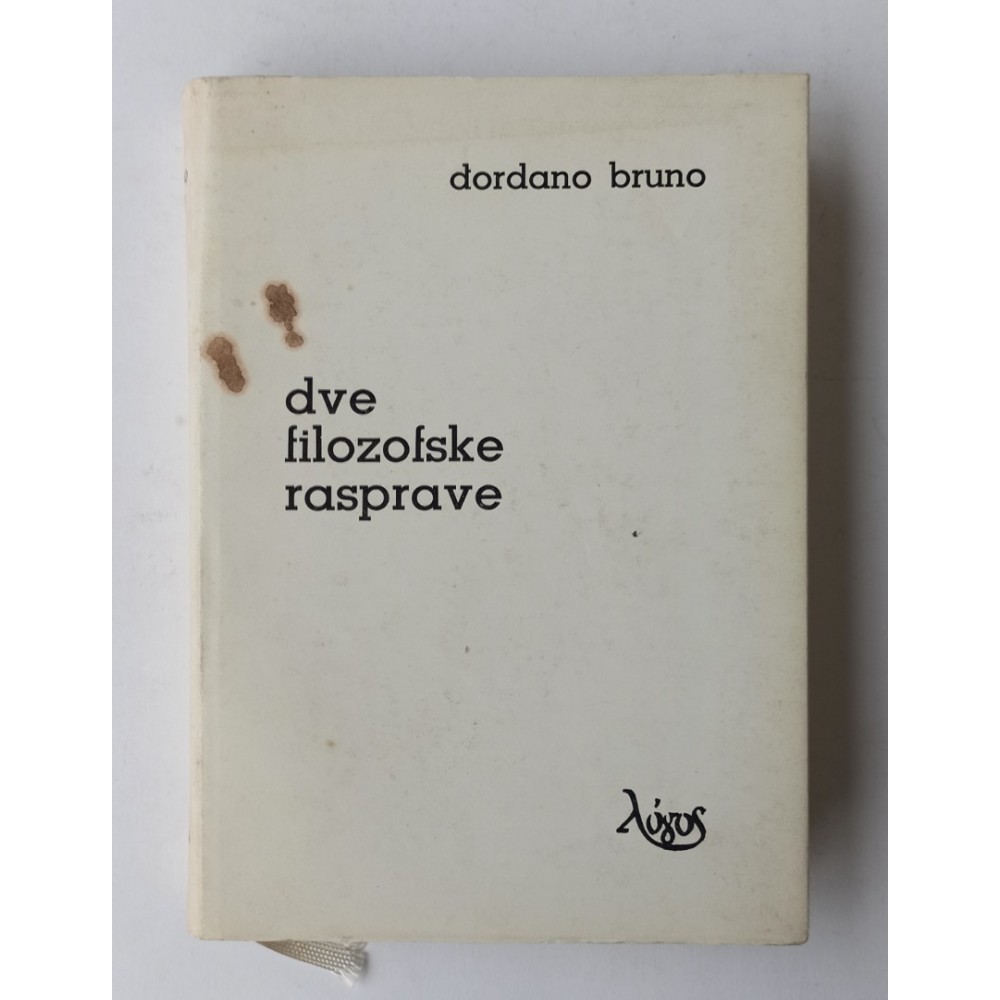 đordano bruno
dve
filozofske
rasprave
λόγος